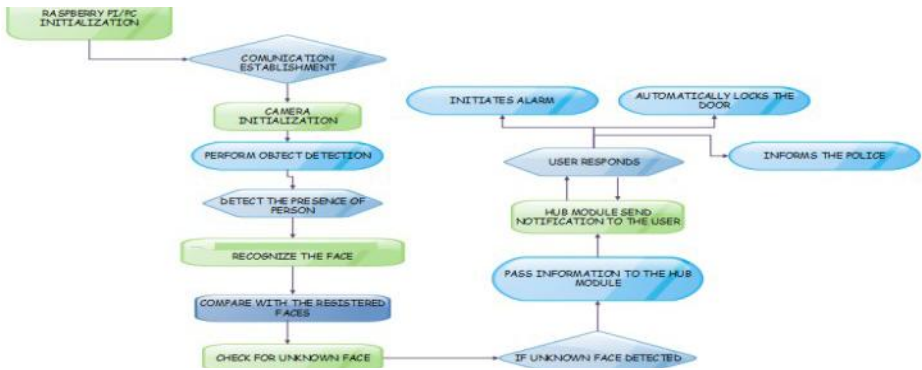 RASPBERRY PI/PC
INITIALIZATION
COMUNICATION
ESTABLISHMENT
CAMERA
INITIALIZATION
PERFORM OBJECT DETECTION
DETECT THE PRESENCE OF
PERSON
RECOGNIZE THE FACE
COMPARE WITH THE REGISTERED
FACES
CHECK FOR UNKNOWN FACE
IF UNKNOWN FACE DETECTED
PASS INFORMATION TO THE HUB
MODULE
HUB MODULE SEND
NOTIFICATION TO THE USER
USER RESPONDS
INITIATES ALARM
AUTOMATICALLY LOCKS THE
DOOR
INFORMS THE POLICE